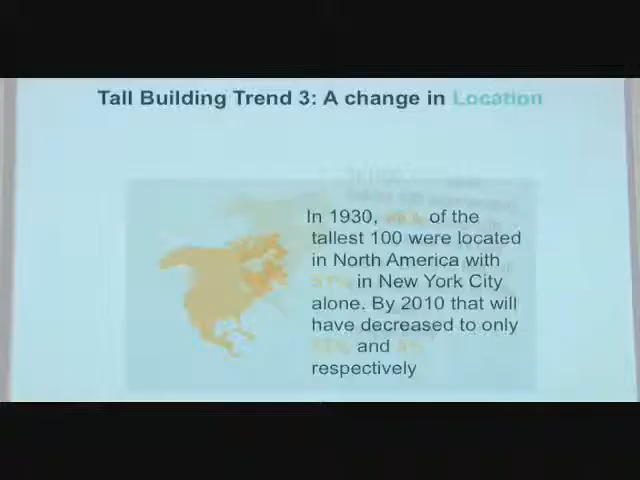 Tall Building Trend 3: A change in Location
In 1930, of the
tallest 100 were located
in North America with
51% in New York City
alone. By 2010 that will
have decreased to only
and
respectively